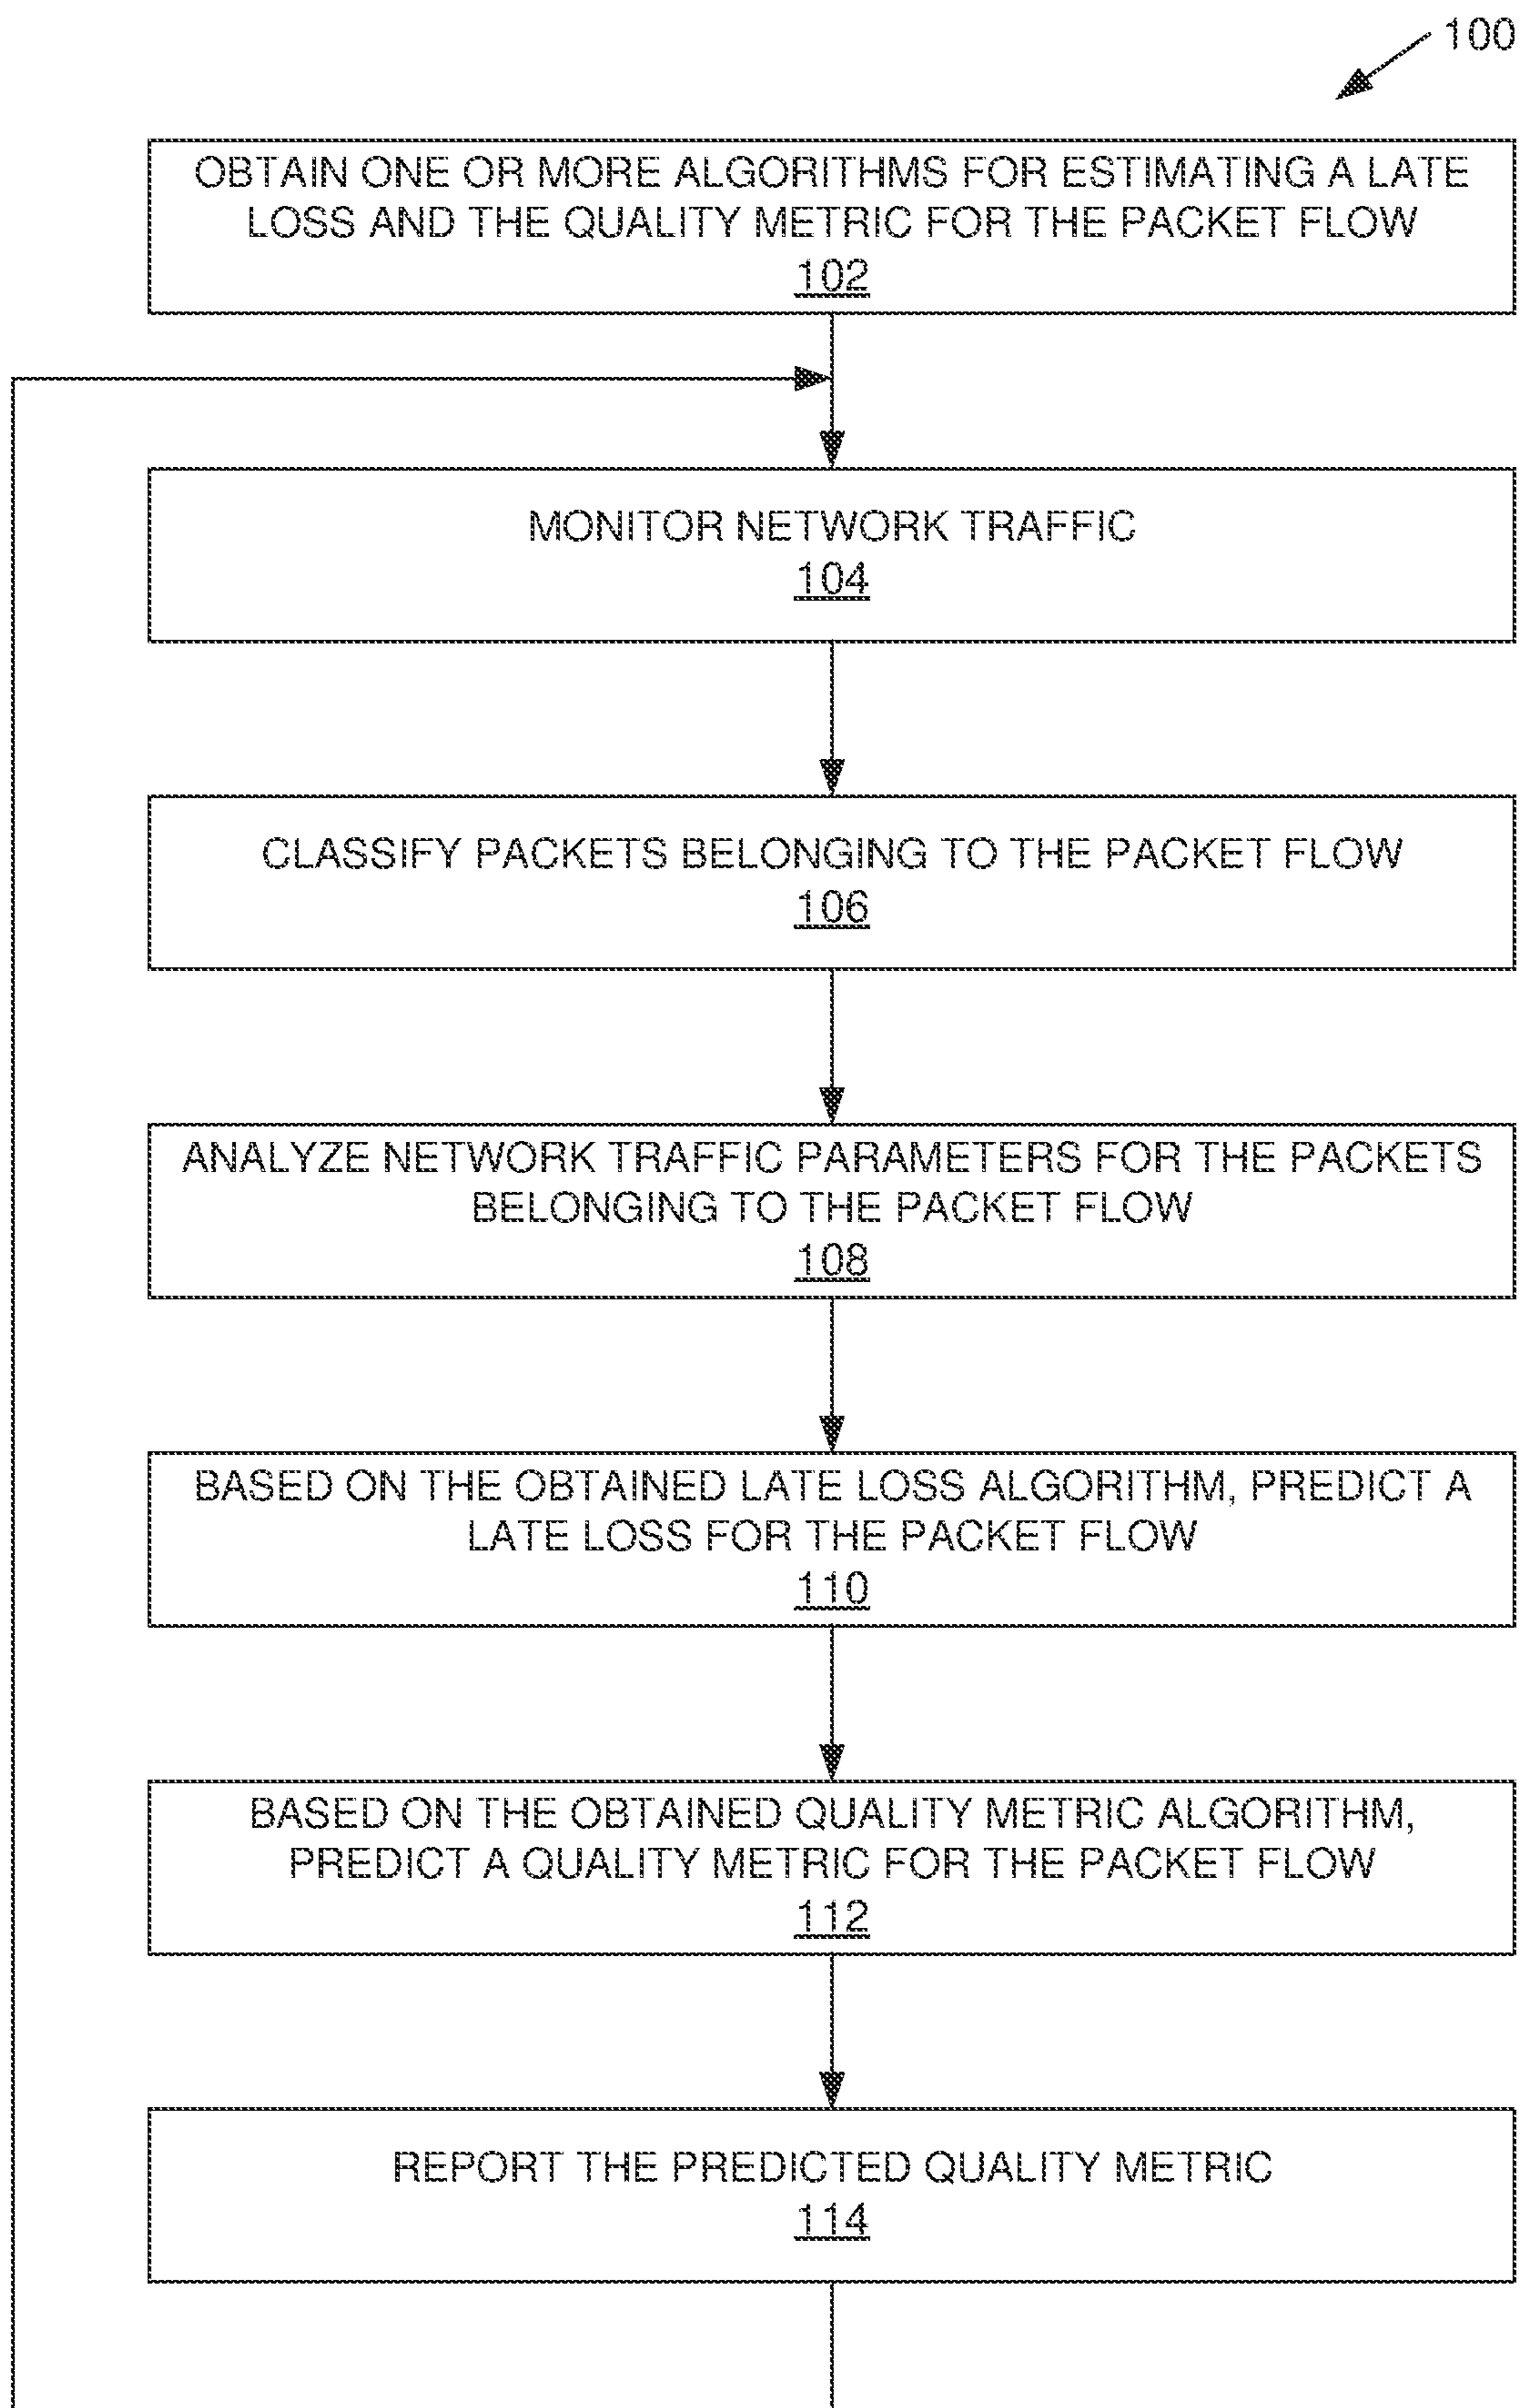 100
OBTAIN ONE OR MORE ALGORITHMS FOR ESTIMATING A LATE
LOSS AND THE QUALITY METRIC FOR THE PACKET FLOW
102
MONITOR NETWORK TRAFFIC
104
CLASSIFY PACKETS BELONGING TO THE PACKET FLOW
106
ANALYZE NETWORK TRAFFIC PARAMETERS FOR THE PACKETS
BELONGING TO THE PACKET FLOW
108
BASED ON THE OBTAINED LATE LOSS ALGORITHM, PREDICT A
LATE LOSS FOR THE PACKET FLOW
110
BASED ON THE OBTAINED QUALITY METRIC ALGORITHM,
PREDICT A QUALITY METRIC FOR THE PACKET FLOW
112
REPORT THE PREDICTED QUALITY METRIC
114